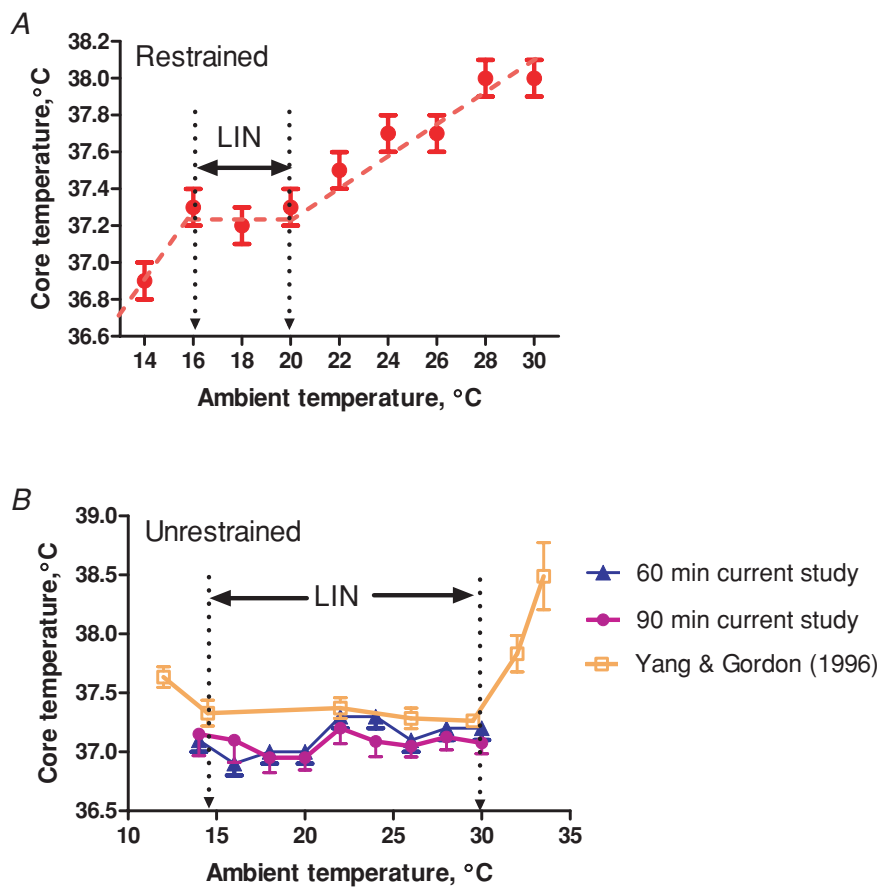 A
Restrained
LIN
Core temperature,°C
38.2
38.0
37.8
37.6
37.4
37.2
37.0
36.8
36.6
14 16 18 20 22 24 26 28 30
Ambient temperature, °C
B
Unrestrained
LIN
Core temperature,°C
39.0
38.5
38.0
37.5
37.0
36.5
10 15 20 25 30 35
Ambient temperature, °C
60 min current study
90 min current study
Yang & Gordon (1996)